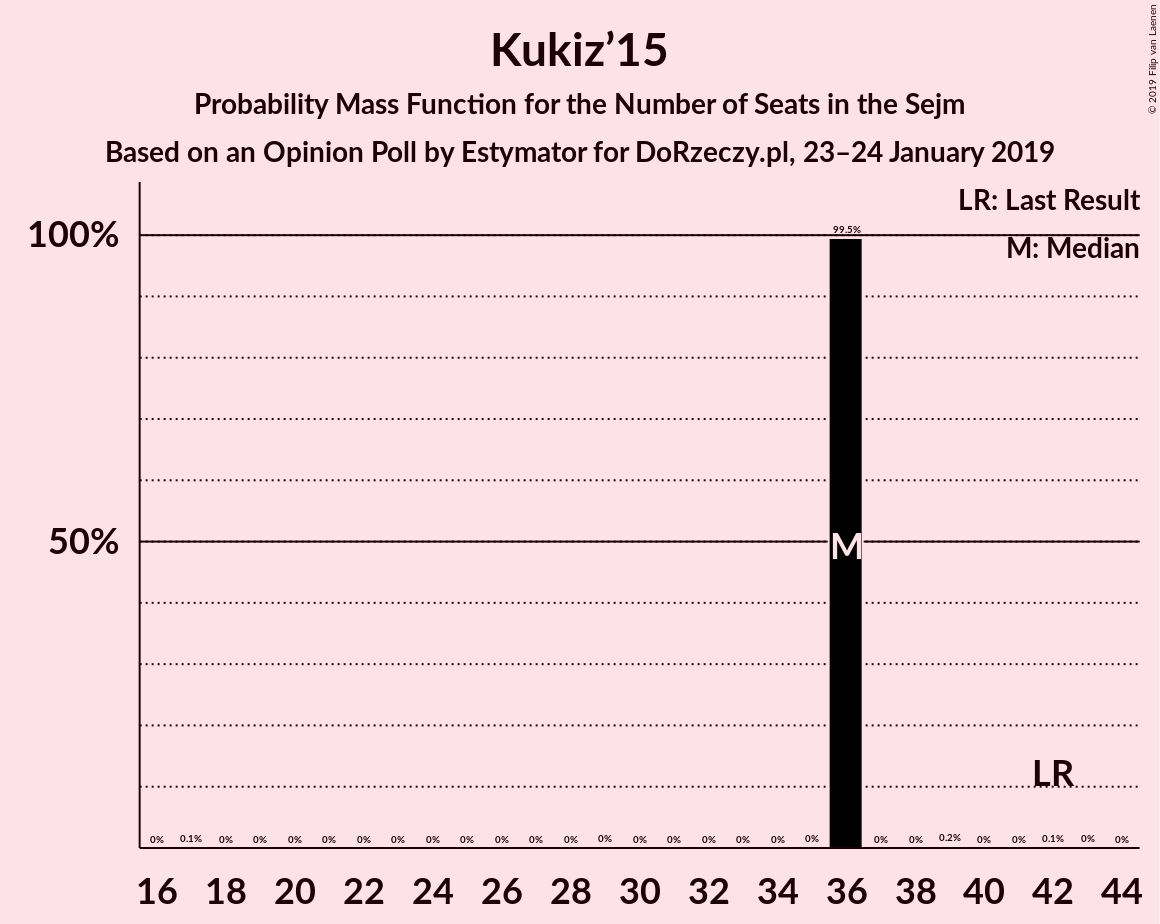 Kukiz’15
Probability Mass Function for the Number of Seats in the Sejm
Based on an Opinion Poll by Estymator for DoRzeczy.pl, 23–24 January 2019
© 2019 Filip van Laenen
LR: Last Result
M: Median
100%
50%
99.5%
M
LR
0% 0.1% 0% 0% 0% 0% 0% 0% 0% 0% 0% 0% 0% 0% 0% 0% 0% 0% 0% 0% 0% 0% 0.2% 0% 0% 0.1% 0% 0%
16 18 20 22 24 26 28 30 32 34 36 38 40 42 44